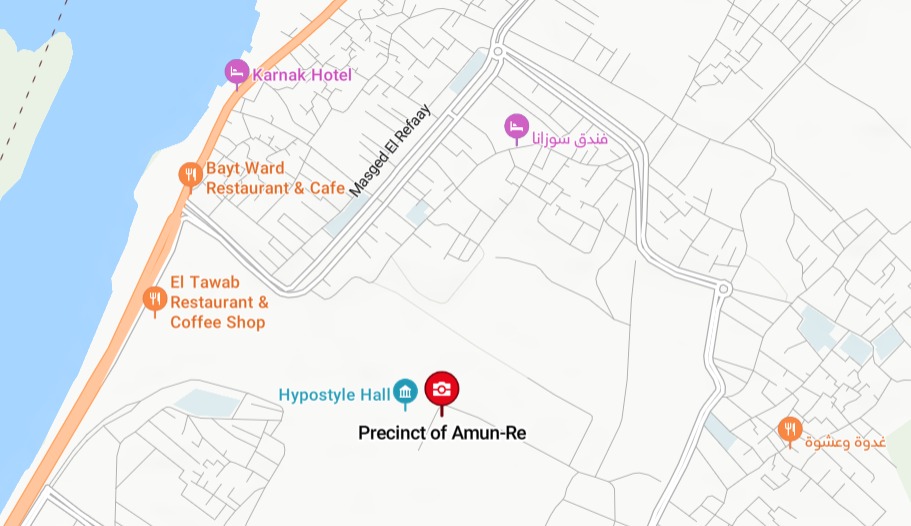 Karnak Hotel
Masged El Refaay
فندق سوزانا
Bayt Ward
Restaurant & Cafe
El Tawab
Restaurant &
Coffee Shop
Hypostyle Hall
Precinct of Amun-Re
غدوة وعشوة